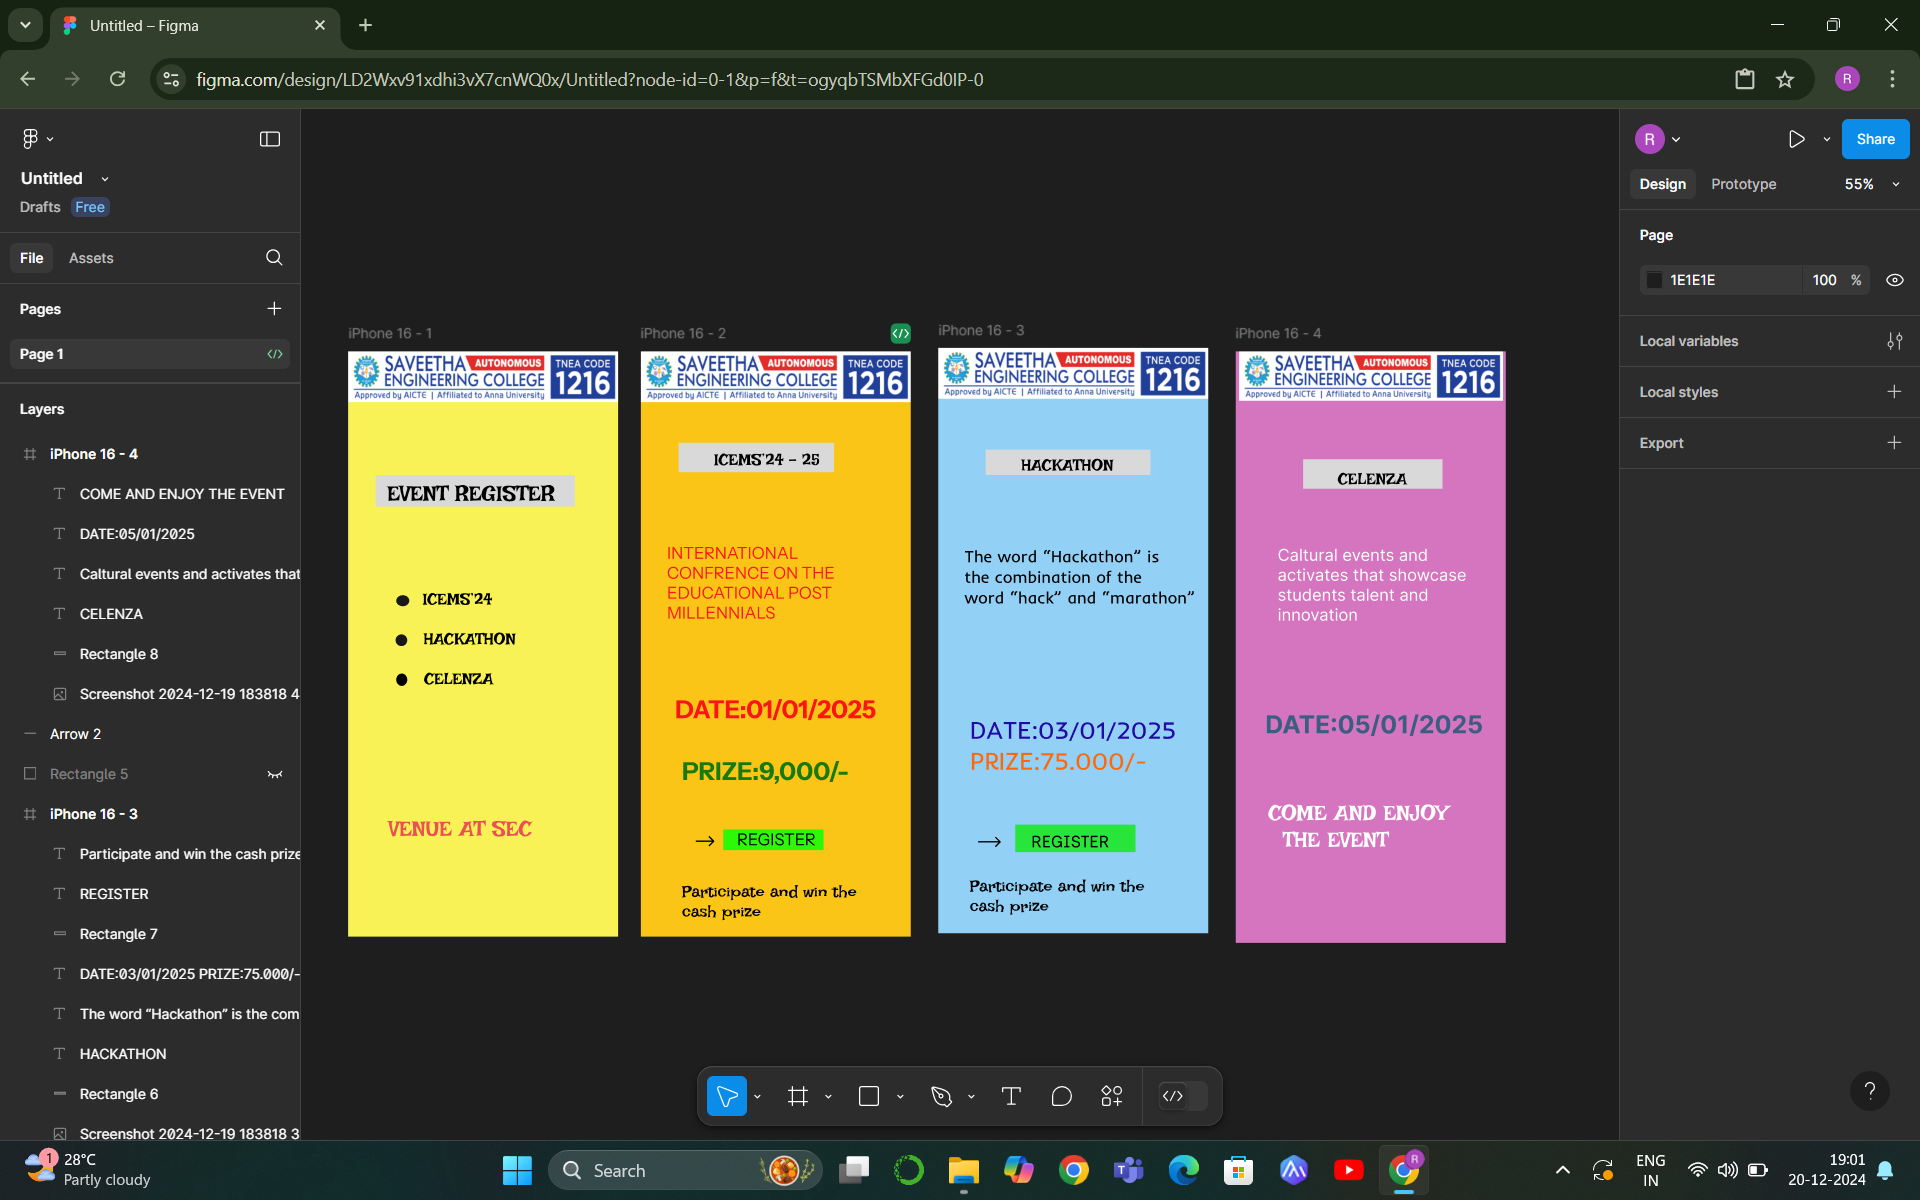 Untitled – Figma
figma.com/design/LD2Wxv91xdhi3vX7cnWQ0x/Untitled?node-id=0-1&p=f&t=ogyqbTSMbXFGd0IP-0
R
Untitled
Drafts Free
File Assets
Pages
Page 1
Layers
iPhone 16 - 4
COME AND ENJOY THE EVENT
DATE:05/01/2025
Caltural events and activates that
CELENZA
Rectangle 8
Screenshot 2024-12-19 183818 4
Arrow 2
Rectangle 5
iPhone 16 - 3
Participate and win the cash prize
REGISTER
Rectangle 7
DATE:03/01/2025 PRIZE:75.000/-
The word “Hackathon” is the com
HACKATHON
Rectangle 6
Screenshot 2024-12-19 183818 3
iPhone 16 - 1
SAVEETHA AUTONOMOUS
ENGINEERING COLLEGE
Approved by AICTE | Affiliated to Anna University
TNEA CODE
1216
EVENT REGISTER
ICEMS'24
HACKATHON
CELENZA
VENUE AT SEC
iPhone 16 - 2
SAVEETHA AUTONOMOUS
ENGINEERING COLLEGE
Approved by AICTE | Affiliated to Anna University
TNEA CODE
1216
ICEMS'24 - 25
INTERNATIONAL
CONFRENCE ON THE
EDUCATIONAL POST
MILLENNIALS
DATE:01/01/2025
PRIZE:9,000/-
REGISTER
Participate and win the
cash prize
iPhone 16 - 3
SAVEETHA AUTONOMOUS
ENGINEERING COLLEGE
Approved by AICTE | Affiliated to Anna University
TNEA CODE
1216
HACKATHON
The word “Hackathon” is
the combination of the
word “hack” and “marathon”
DATE:03/01/2025
PRIZE:75.000/-
REGISTER
Participate and win the
cash prize
iPhone 16 - 4
SAVEETHA AUTONOMOUS
ENGINEERING COLLEGE
Approved by AICTE | Affiliated to Anna University
TNEA CODE
1216
CELENZA
Caltural events and
activates that showcase
students talent and
innovation
DATE:05/01/2025
COME AND ENJOY
THE EVENT
R
Share
Design Prototype 55%
Page
1E1E1E 100 %
Local variables
Local styles
Export
?
1
28°C
Partly cloudy
Search
R
ENG
IN
19:01
20-12-2024